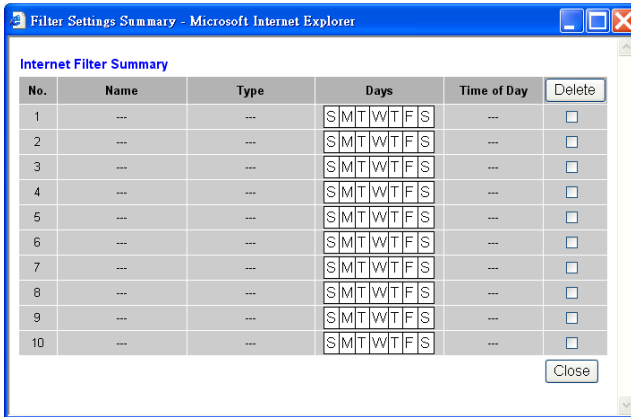 Filter Settings Summary - Microsoft Internet Explorer
Internet Filter Summary
No. Name Type Days Time of Day Delete
1 --- --- S M T W T F S ---
2 --- --- S M T W T F S ---
3 --- --- S M T W T F S ---
4 --- --- S M T W T F S ---
5 --- --- S M T W T F S ---
6 --- --- S M T W T F S ---
7 --- --- S M T W T F S ---
8 --- --- S M T W T F S ---
9 --- --- S M T W T F S ---
10 --- --- S M T W T F S ---
Close